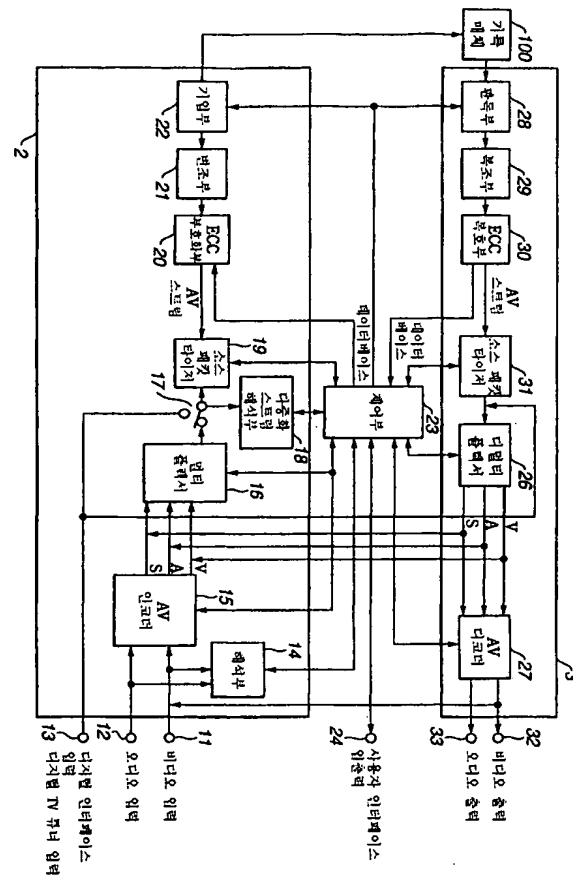 100
기록
매체
28
판독부
29
복조부
30
ECC
복호부
AV
스트림
31
소스
패킷
타이저
26
디멀티
플렉서
V
A
S
27
AV
디코더
3
32
비디오 출력
33
오디오 출력
데이터
베이스
데이터베이스
제어부
23
24
사용자 인터페이스
입출력
2
기입부
22
변조부
21
ECC
부호화부
20
AV
스트림
소스
패킷
타이저
19
17
다중화
스트림
해석부
18
멀티
플렉서
16
V
A
S
AV
인코더
15
해석부
14
11
비디오 입력
12
오디오 입력
13
디지털 인터페이스
입력
디지털 TV 튜너 입력